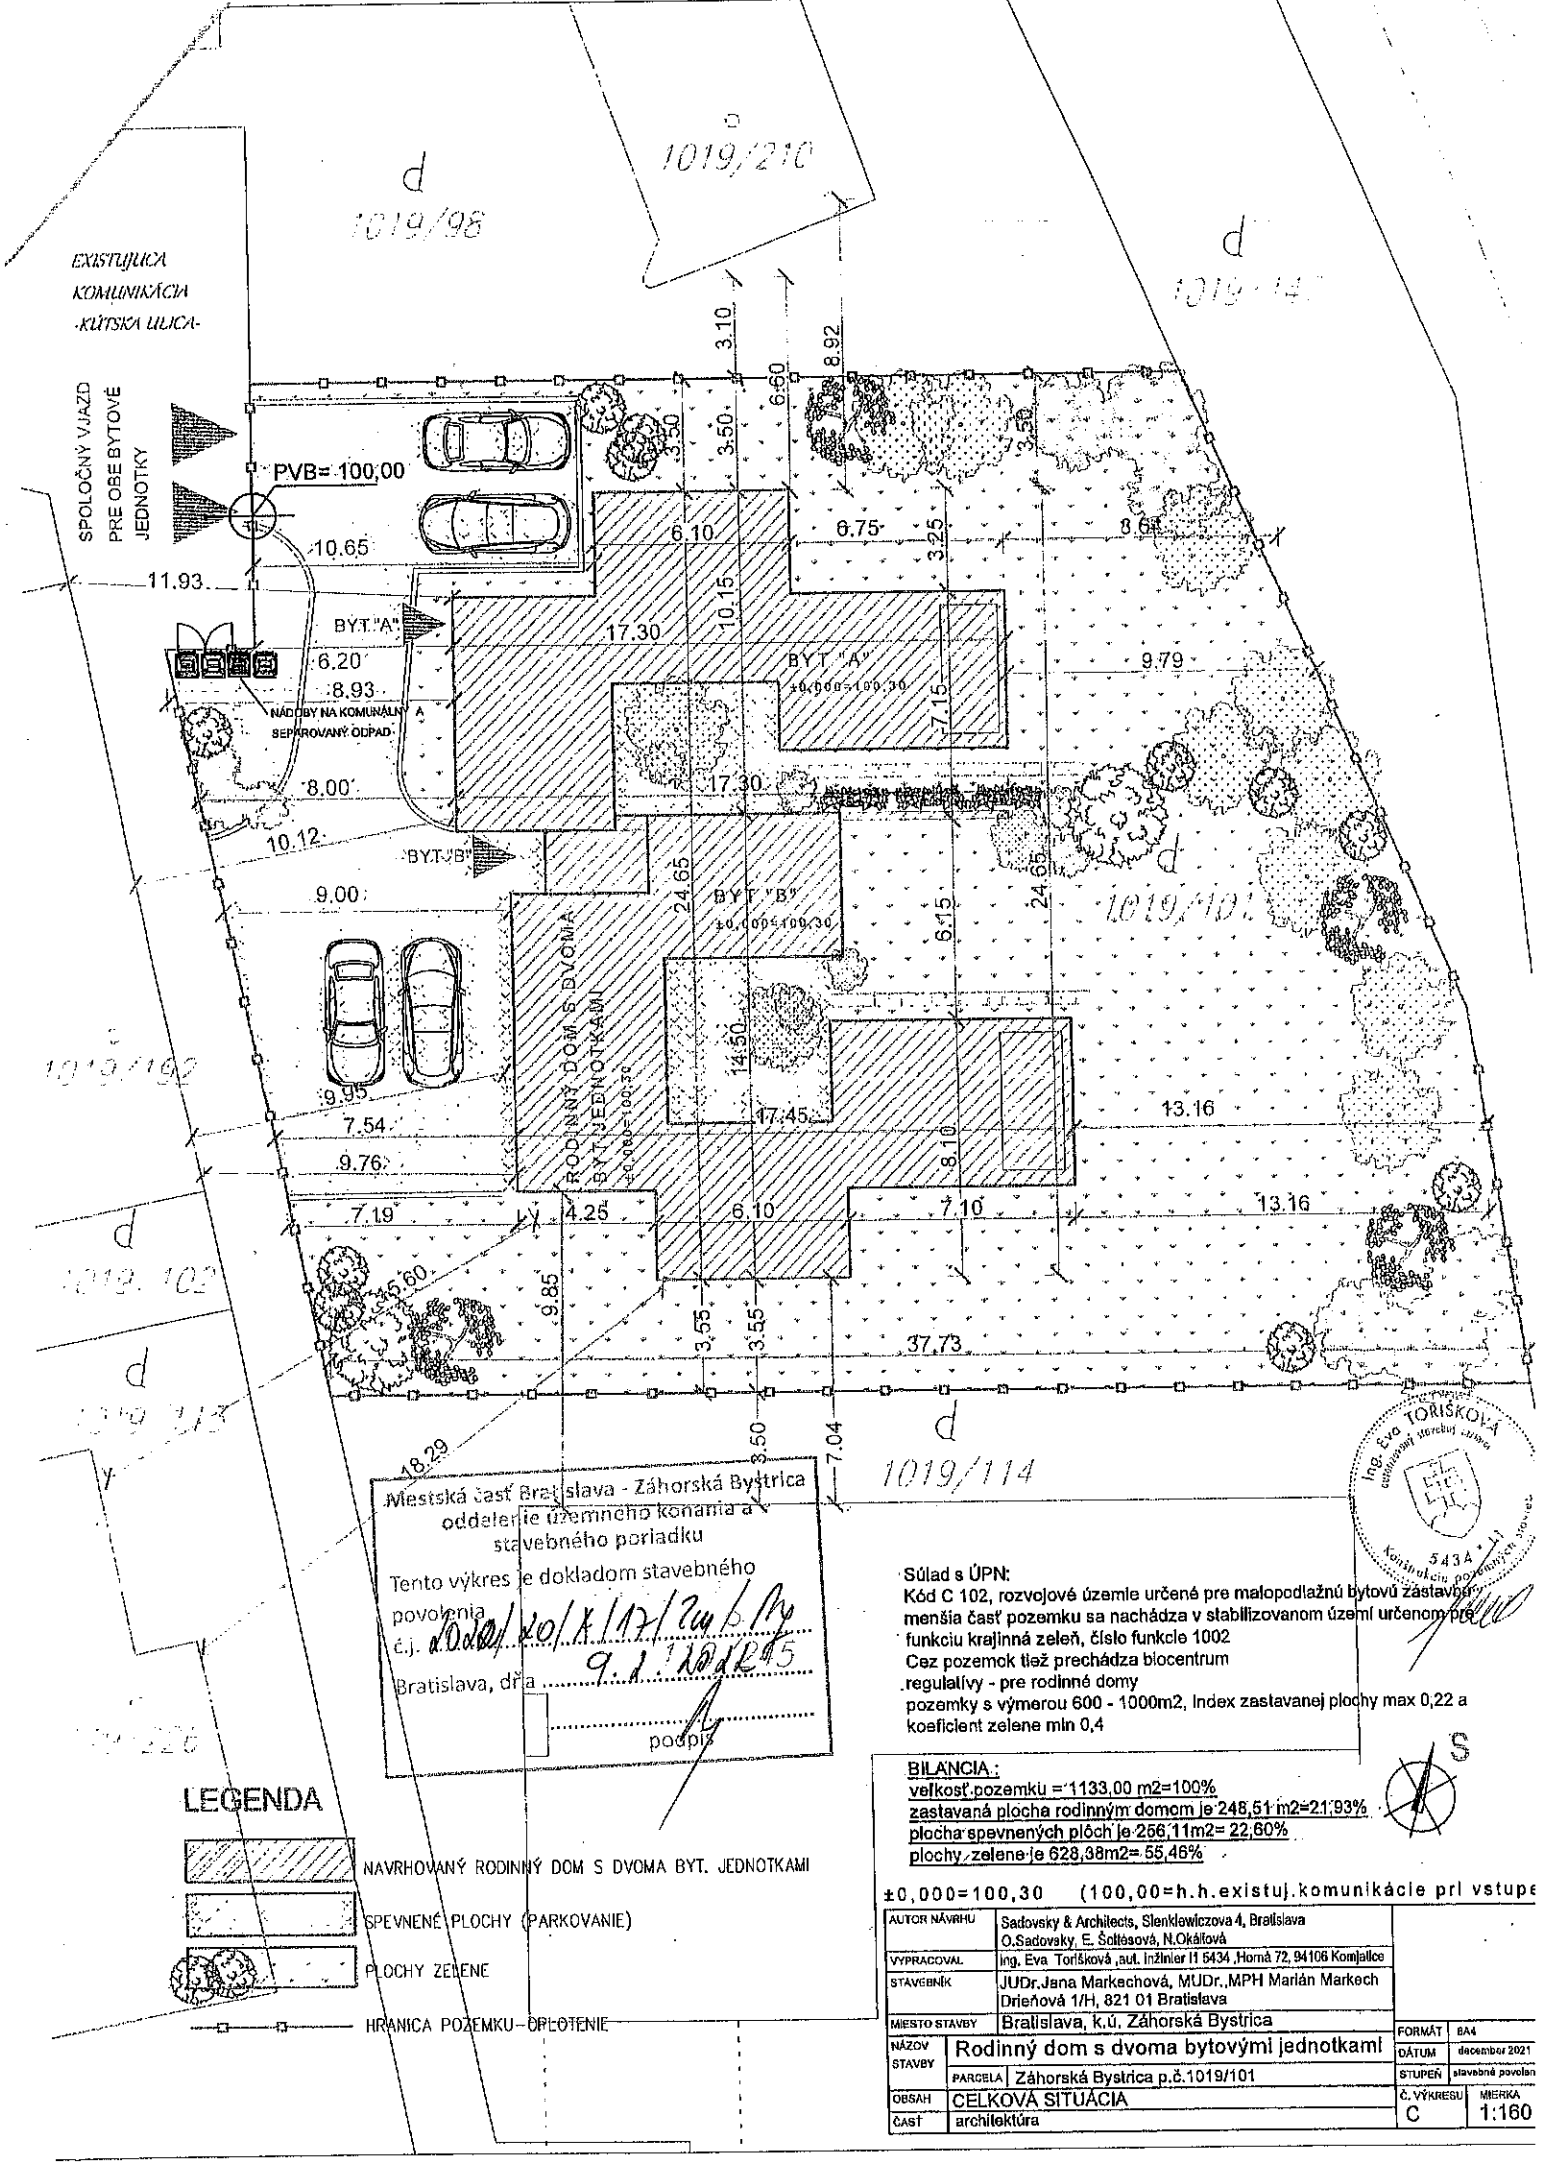 d
1019/98
1019/210
d
EXISTUJUCA
KOMUNIKÁCIA
-KÚTSKA ULICA-
SPOLOČNÝ VJAZD
PRE OBE BYTOVÉ
JEDNOTKY
PVB= 100,00
3.10
6.60
8.92
3.50
3.50
3.50
10.65
11.93
6.10
6.75
3.25
10.15
BYT "A"
17.30
BYT "A"
±0,000=100,30
6.20
8.93
7.15
9.79
NÁDOBY NA KOMUNÁLNY A
SEPAROVANÝ ODPAD
8.00
17.30
10.12
BYT "B"
24.65
BYT "B"
±0,000=100,30
24.65
6.15
d
9.00
RODINNÝ DOM S DVOMA
BYT. JEDNOTKAMI
±0,000=100,30
14.50
1019/192
9.95
7.54
17.45
13.16
9.76
8.10
7.19
4.25
6.10
7.10
13.16
d
1019/102
9.85
3.55
3.55
37.73
d
18.29
3.50
7.04
d
1019/114
Mestská časť Bratislava - Záhorská Bystrica
oddelenie územného konania a
stavebného poriadku
Tento výkres je dokladom stavebného
povolenia
č.j.
Bratislava, dňa
podpis
Ing. Eva TORIŠKOVÁ
5434
Súlad s ÚPN:
Kód C 102, rozvojové územie určené pre malopodlažnú bytovú zástavbu
menšia časť pozemku sa nachádza v stabilizovanom území určenom pre
funkciu krajinná zeleň, číslo funkcie 1002
Cez pozemok tiež prechádza biocentrum
regulatívy - pre rodinné domy
pozemky s výmerou 600 - 1000m2, Index zastavanej plochy max 0,22 a
koeficient zelene min 0,4
S
BILANCIA:
veľkosť pozemku = 1133,00 m2=100%
zastavaná plocha rodinným domom je 248,51 m2=21,93%
plocha spevnených plôch je 256,11m2= 22,60%
plochy zelene je 628,38m2= 55,46%
LEGENDA
NAVRHOVANÝ RODINNÝ DOM S DVOMA BYT. JEDNOTKAMI
SPEVNENÉ PLOCHY (PARKOVANIE)
PLOCHY ZELENE
HRANICA POZEMKU-OPLOTENIE
±0,000=100,30 (100,00=h.h.existuj.komunikácie pri vstupe
AUTOR NÁVRHU Sadovsky & Architects, Sienkiewiczova 4, Bratislava
O.Sadovsky, E. Šoltésová, N.Okálová
VYPRACOVAL Ing. Eva Torišková ,aut. Inžinier I1 5434 ,Horná 72, 94106 Komjatice
STAVEBNÍK JUDr.Jana Markechová, MUDr.,MPH Marián Markech
Drieňová 1/H, 821 01 Bratislava
MIESTO STAVBY Bratislava, k.ú. Záhorská Bystrica
NÁZOV STAVBY Rodinný dom s dvoma bytovými jednotkami
PARCELA Záhorská Bystrica p.č.1019/101
OBSAH CELKOVÁ SITUÁCIA
ČASŤ architektúra
FORMÁT 8A4
DÁTUM december 2021
STUPEŇ stavebné povolen
Č. VÝKRESU C
MIERKA 1:160